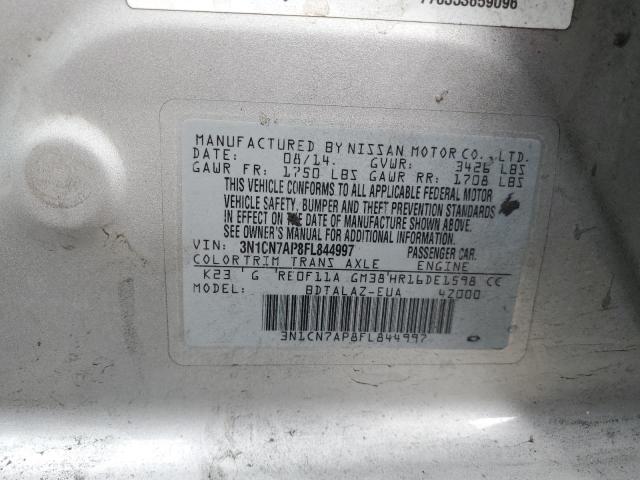 MANUFACTURED BY NISSAN MOTOR CO., LTD.
DATE: 08/14. GVWR: 3426 LBS
GAWR FR: 1750 LBS GAWR RR: 1708 LBS
THIS VEHICLE CONFORMS TO ALL APPLICABLE FEDERAL MOTOR
VEHICLE SAFETY, BUMPER AND THEFT PREVENTION STANDARDS
IN EFFECT ON THE DATE OF MANUFACTURE SHOWN ABOVE.
SEE OWNER'S MANUAL FOR ADDITIONAL INFORMATION.
VIN: 3N1CN7AP8FL844997 PASSENGER CAR.
COLOR TRIM TRANS AXLE ENGINE
K23 G RE0F11A GM38 HR16DE1598 CC
MODEL: BDTALAZ-EUA 42000
3N1CN7AP8FL844997